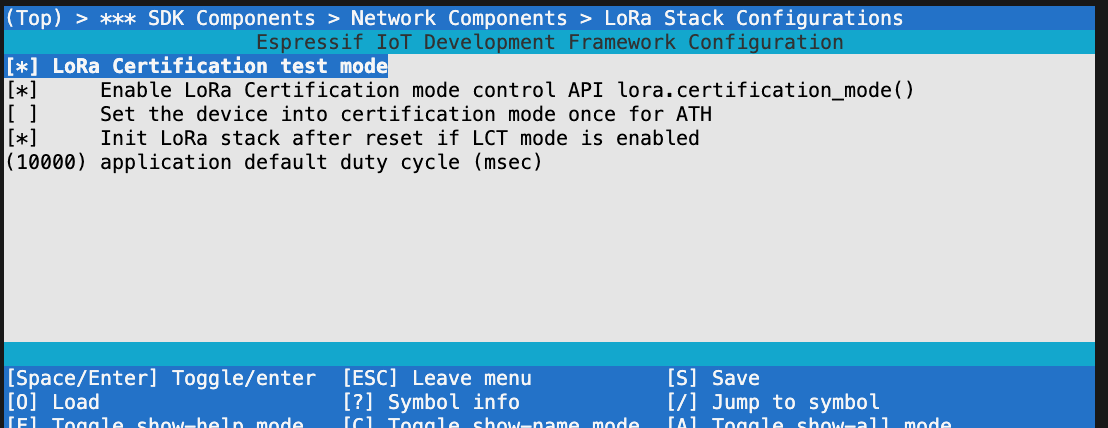 (Top) > *** SDK Components > Network Components > LoRa Stack Configurations
Espressif IoT Development Framework Configuration
[*] LoRa Certification test mode
[*]     Enable LoRa Certification mode control API lora.certification_mode()
[ ]     Set the device into certification mode once for ATH
[*]     Init LoRa stack after reset if LCT mode is enabled
(10000) application default duty cycle (msec)
[Space/Enter] Toggle/enter  [ESC] Leave menu           [S] Save
[O] Load                    [?] Symbol info            [/] Jump to symbol
[F] Toggle show-help mode   [C] Toggle show-name mode  [A] Toggle show-all mode